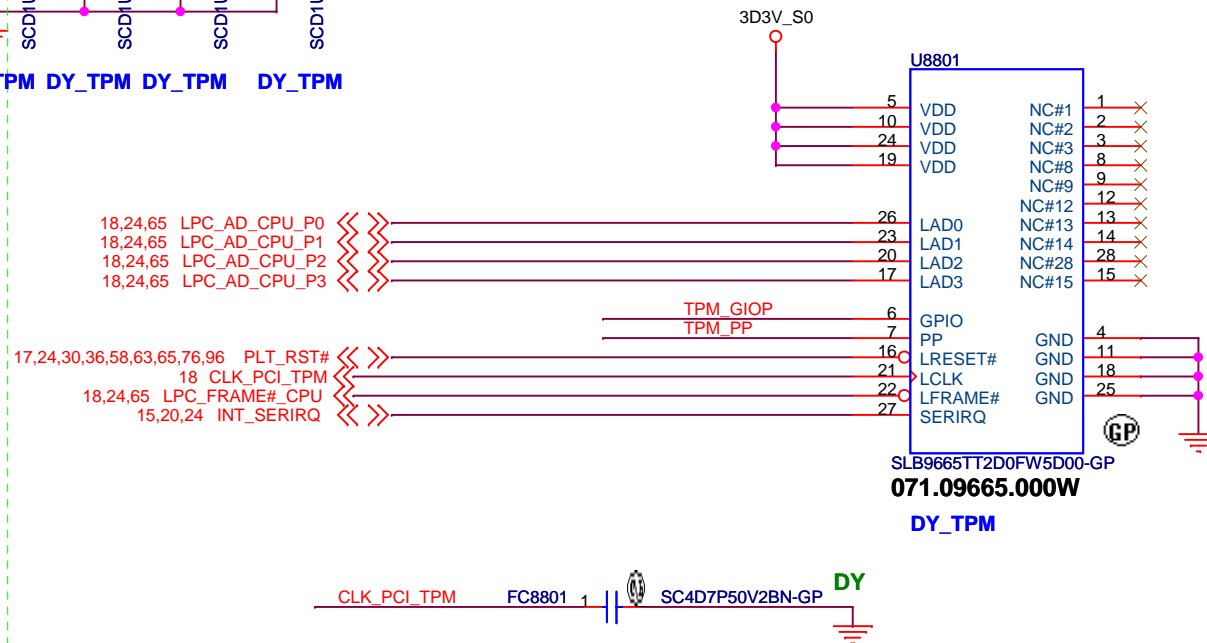 SCD1U
SCD1U
SCD1U
SCD1U
TPM DY_TPM DY_TPM DY_TPM
3D3V_S0
U8801
5 VDD NC#1 1
10 VDD NC#2 2
24 VDD NC#3 3
19 VDD NC#8 8
NC#9 9
NC#12 12
18,24,65 LPC_AD_CPU_P0 26 LAD0 NC#13 13
18,24,65 LPC_AD_CPU_P1 23 LAD1 NC#14 14
18,24,65 LPC_AD_CPU_P2 20 LAD2 NC#28 28
18,24,65 LPC_AD_CPU_P3 17 LAD3 NC#15 15
TPM_GIOP 6 GPIO
TPM_PP 7 PP GND 4
17,24,30,36,58,63,65,76,96 PLT_RST# 16 LRESET# GND 11
18 CLK_PCI_TPM 21 LCLK GND 18
18,24,65 LPC_FRAME#_CPU 22 LFRAME# GND 25
15,20,24 INT_SERIRQ 27 SERIRQ
GP
SLB9665TT2D0FW5D00-GP
071.09665.000W
DY_TPM
DY
CLK_PCI_TPM FC8801 1 SC4D7P50V2BN-GP